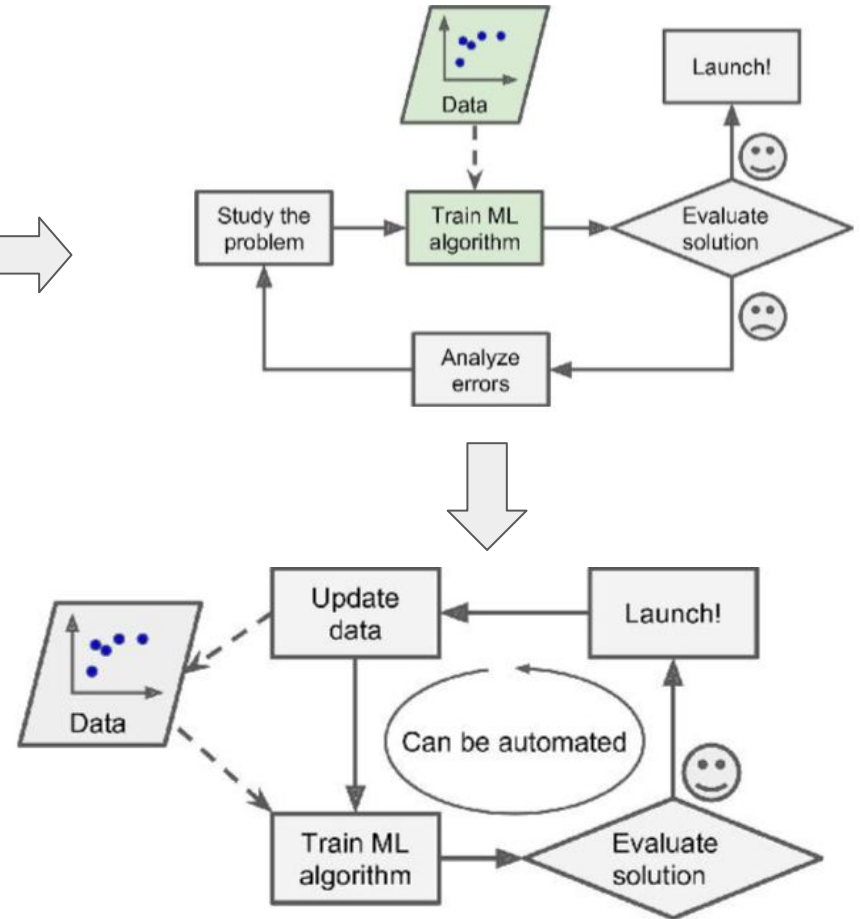 Data
Launch!
Study the
problem
Train ML
algorithm
Evaluate
solution
Analyze
errors
Update
data
Launch!
Data
Can be automated
Train ML
algorithm
Evaluate
solution